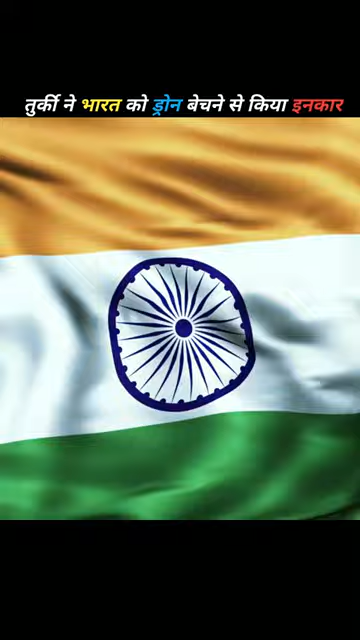 तुर्की ने भारत को ड्रोन बेचने से किया इनकार